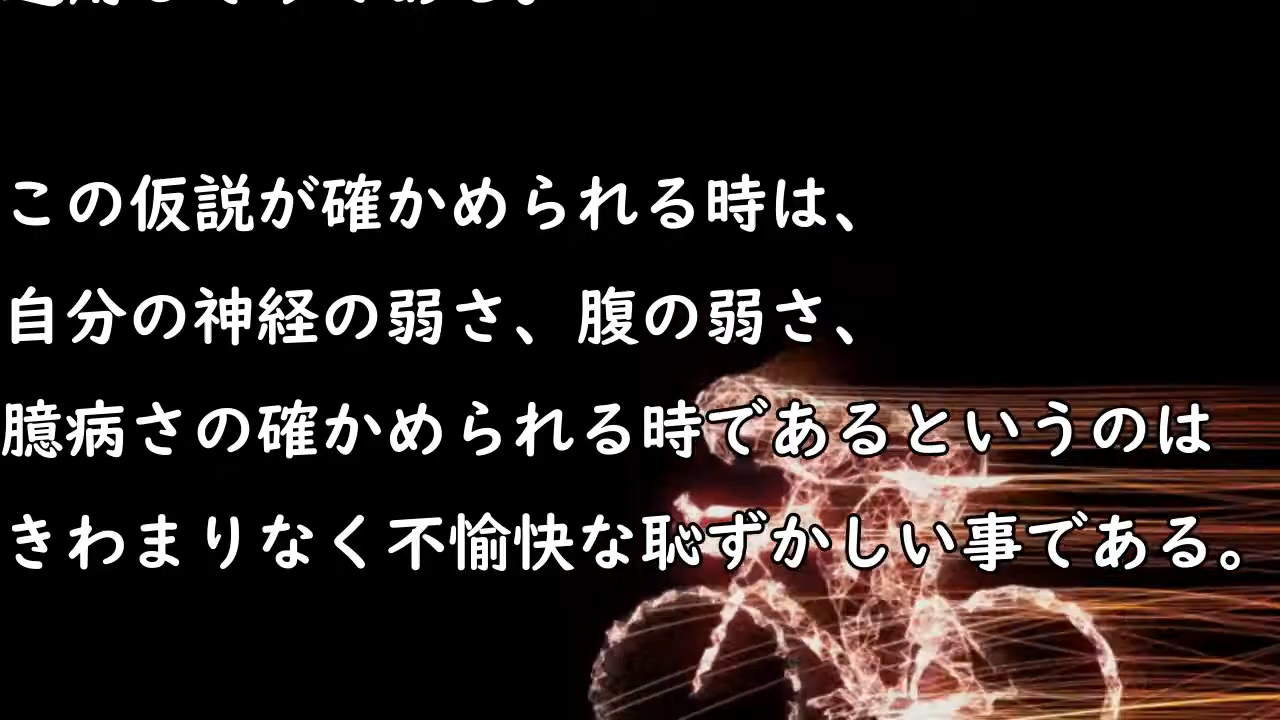 この仮説が確かめられる時は、
自分の神経の弱さ、腹の弱さ、
臆病さの確かめられる時であるというのは
きわまりなく不愉快な恥ずかしい事である。